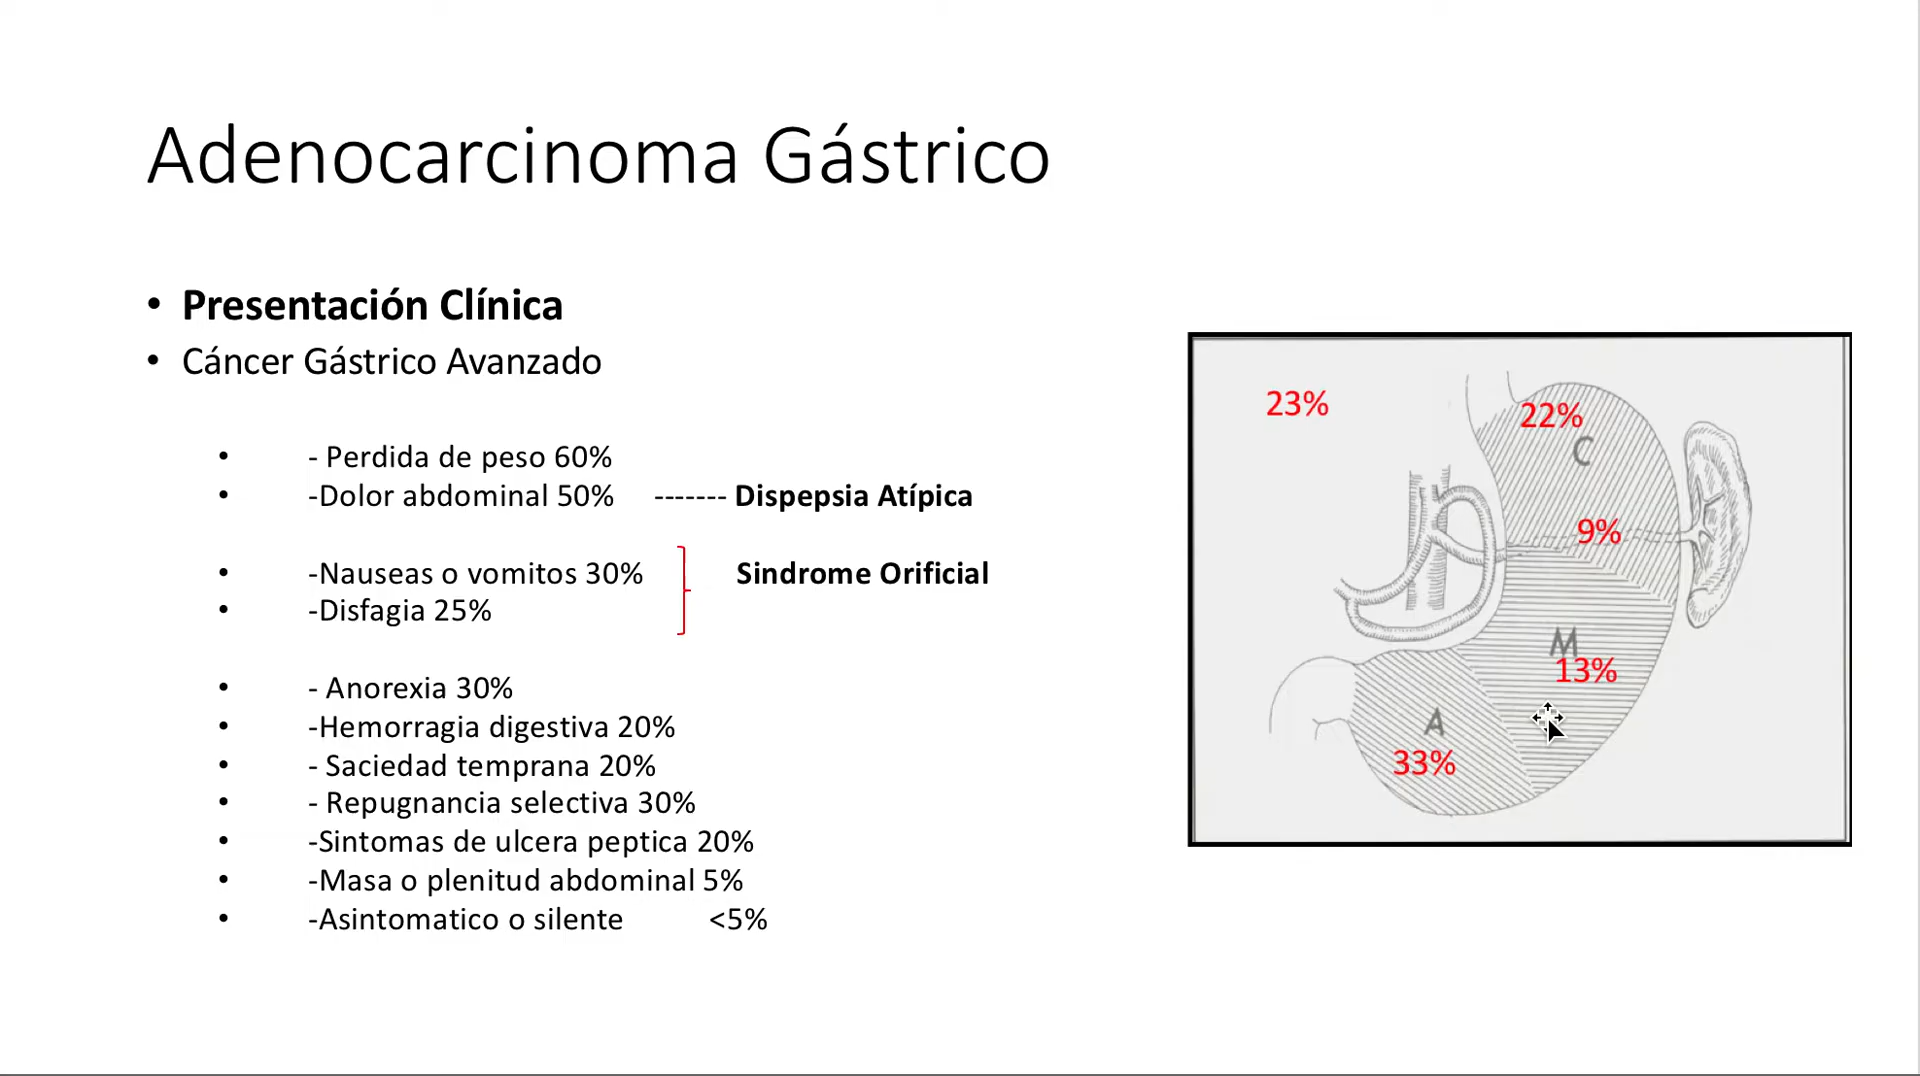 Adenocarcinoma Gástrico
• Presentación Clínica
• Cáncer Gástrico Avanzado
• - Perdida de peso 60%
• -Dolor abdominal 50% ------- Dispepsia Atípica
• -Nauseas o vomitos 30% Sindrome Orificial
• -Disfagia 25%
• - Anorexia 30%
• -Hemorragia digestiva 20%
• - Saciedad temprana 20%
• - Repugnancia selectiva 30%
• -Sintomas de ulcera peptica 20%
• -Masa o plenitud abdominal 5%
• -Asintomatico o silente <5%
23%
22%
C
9%
M
13%
A
33%